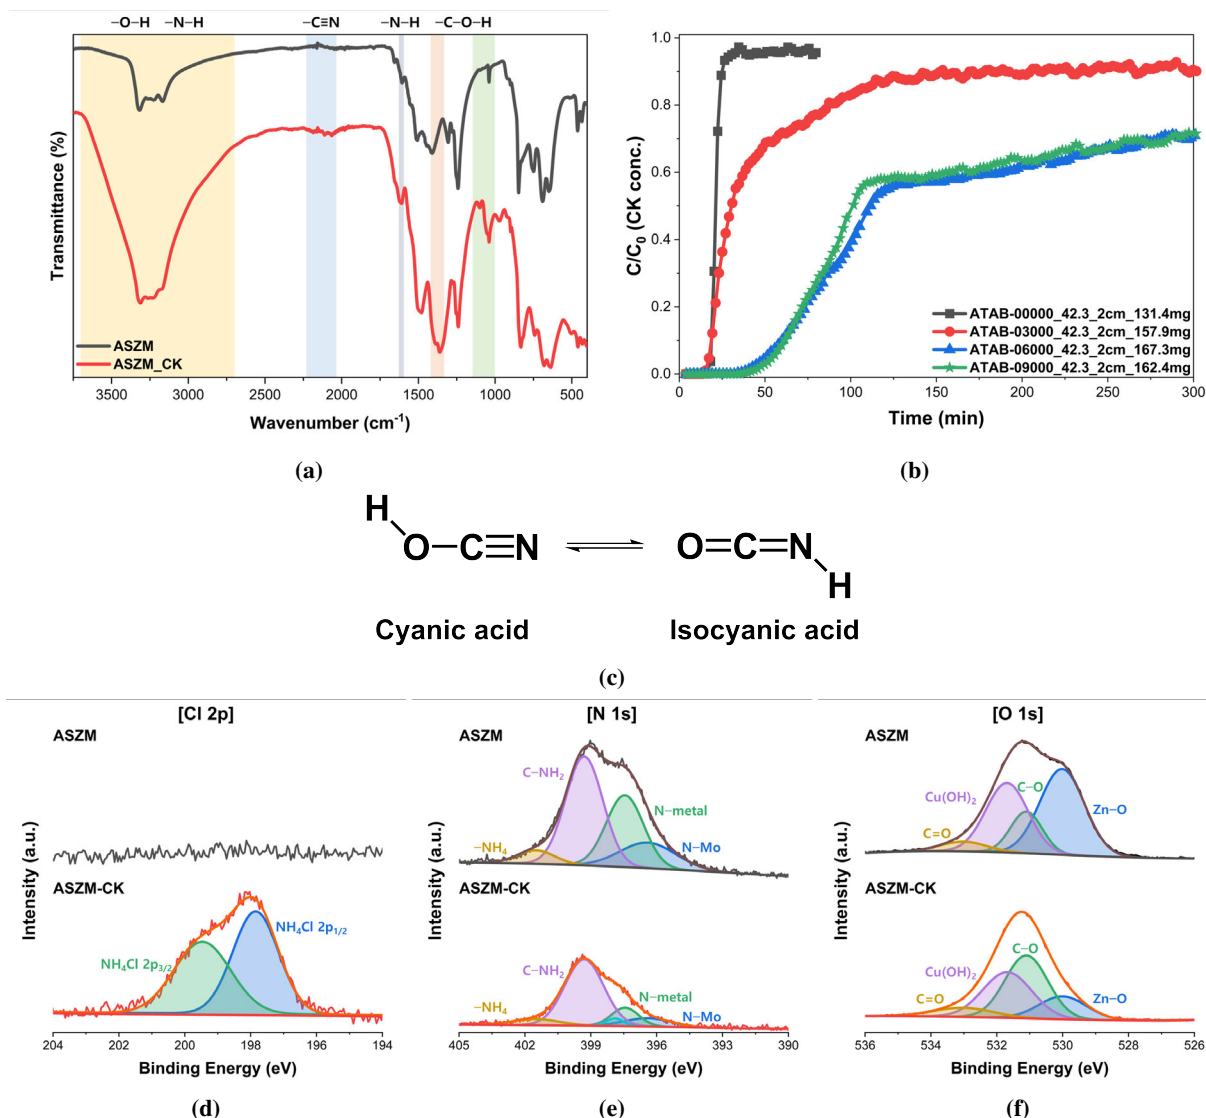 −O−H −N−H −C≡N −N−H −C−O−H
Transmittance (%)
ASZM
ASZM_CK
3500 3000 2500 2000 1500 1000 500
Wavenumber (cm⁻¹)
(a)
C/C₀ (CK conc.)
1.0
0.8
0.6
0.4
0.2
0.0
ATAB-00000_42.3_2cm_131.4mg
ATAB-03000_42.3_2cm_157.9mg
ATAB-06000_42.3_2cm_167.3mg
ATAB-09000_42.3_2cm_162.4mg
0 50 100 150 200 250 300
Time (min)
(b)
H
O−C≡N
O=C=N
H
Cyanic acid
Isocyanic acid
(c)
[Cl 2p]
ASZM
ASZM-CK
NH₄Cl 2p₁/₂
NH₄Cl 2p₃/₂
Intensity (a.u.)
204 202 200 198 196 194
Binding Energy (eV)
(d)
[N 1s]
ASZM
C−NH₂
N−metal
−NH₄
N−Mo
ASZM-CK
C−NH₂
N−metal
−NH₄
N−Mo
Intensity (a.u.)
405 402 399 396 393 390
Binding Energy (eV)
(e)
[O 1s]
ASZM
C−O
Cu(OH)₂
Zn−O
C=O
ASZM-CK
C−O
Cu(OH)₂
C=O
Zn−O
Intensity (a.u.)
536 534 532 530 528 526
Binding Energy (eV)
(f)